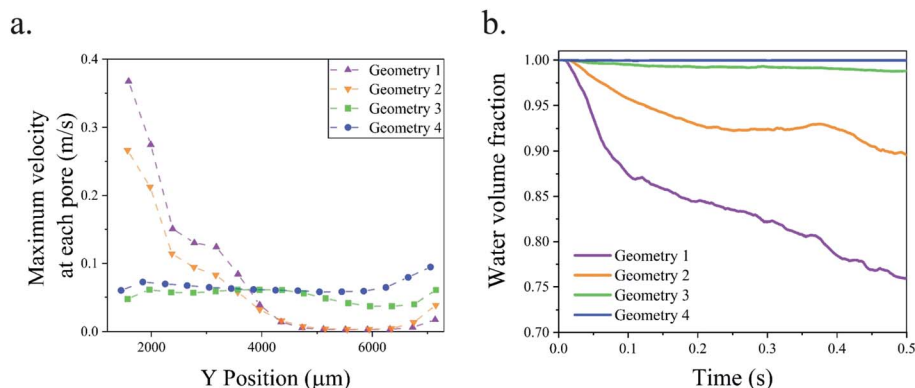 a.
0.4
0.3
0.2
0.1
0.0
Maximum velocity
at each pore (m/s)
Geometry 1
Geometry 2
Geometry 3
Geometry 4
2000
4000
6000
Y Position (μm)
b.
1.00
0.95
0.90
0.85
0.80
0.75
0.70
Water volume fraction
Geometry 1
Geometry 2
Geometry 3
Geometry 4
0.0
0.1
0.2
0.3
0.4
0.5
Time (s)